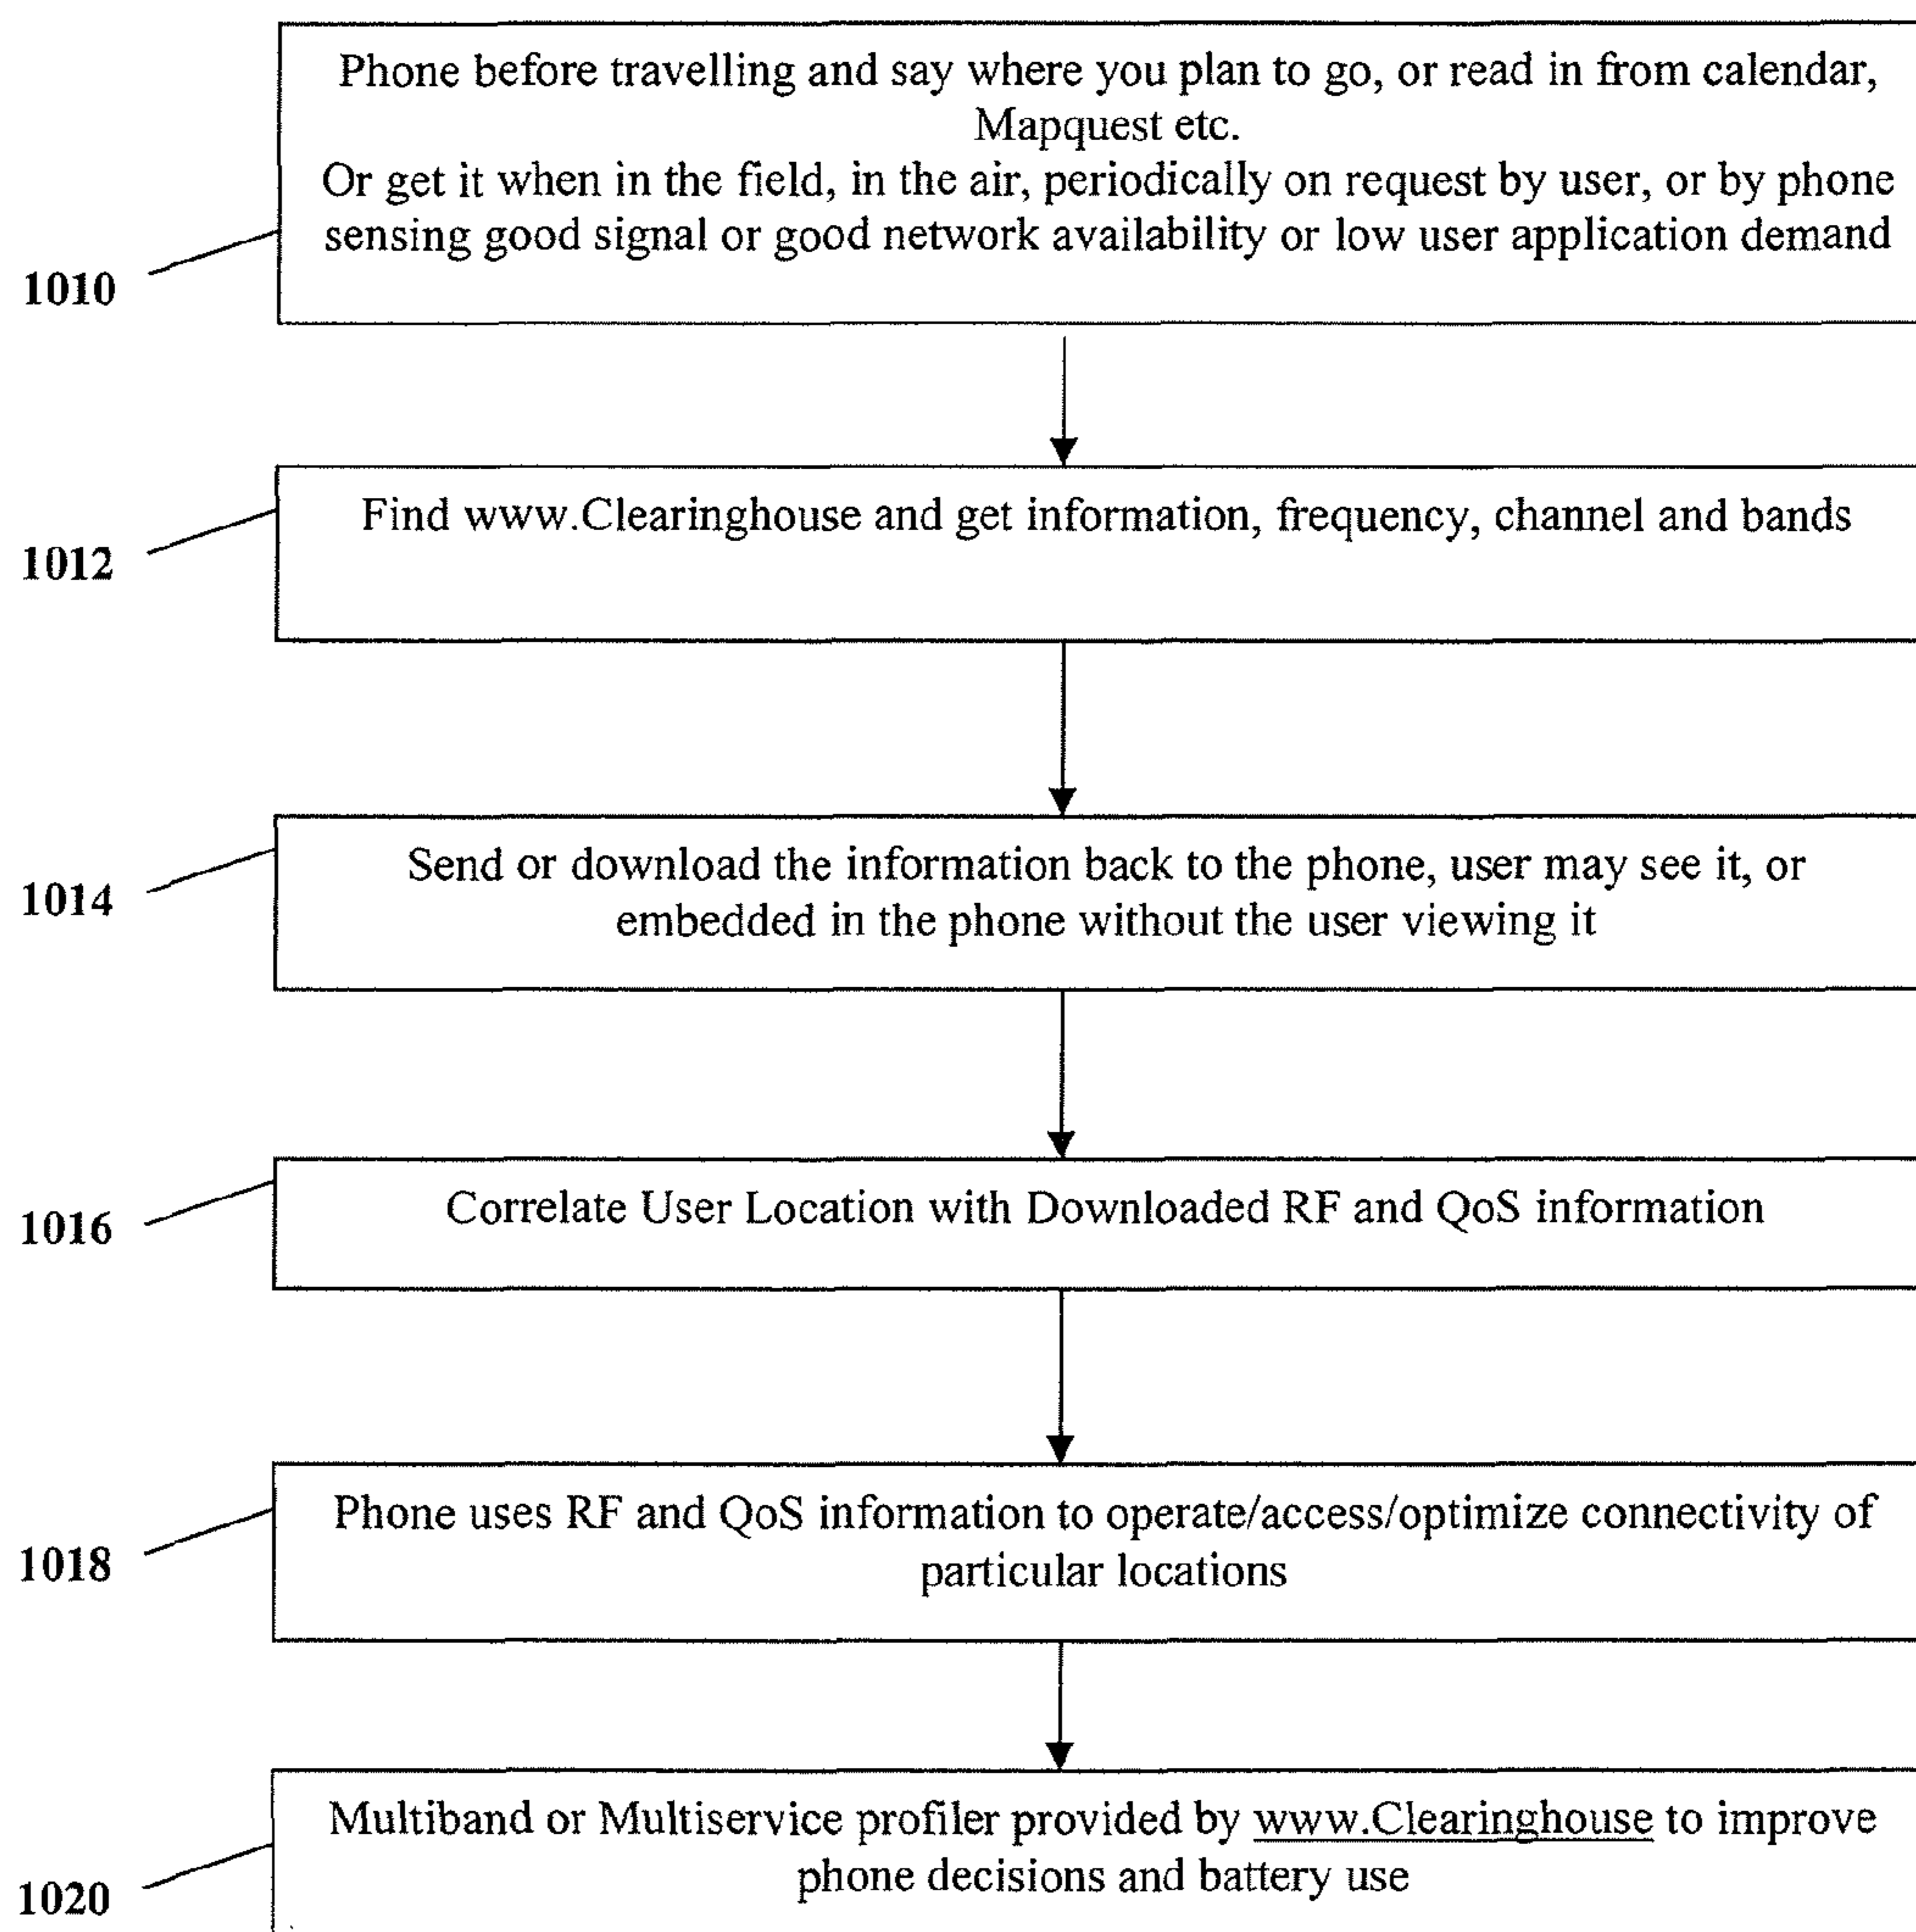 Phone before travelling and say where you plan to go, or read in from calendar,
Mapquest etc.
Or get it when in the field, in the air, periodically on request by user, or by phone
sensing good signal or good network availability or low user application demand
1010
Find www.Clearinghouse and get information, frequency, channel and bands
1012
Send or download the information back to the phone, user may see it, or
embedded in the phone without the user viewing it
1014
Correlate User Location with Downloaded RF and QoS information
1016
Phone uses RF and QoS information to operate/access/optimize connectivity of
particular locations
1018
Multiband or Multiservice profiler provided by www.Clearinghouse to improve
phone decisions and battery use
1020